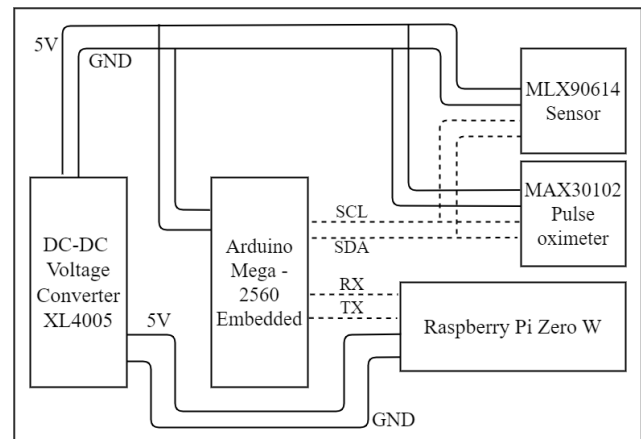 5V
GND
MLX90614
Sensor
MAX30102
Pulse
oximeter
SCL
SDA
DC-DC
Voltage
Converter
XL4005
Arduino
Mega -
2560
Embedded
RX
TX
5V
Raspberry Pi Zero W
GND